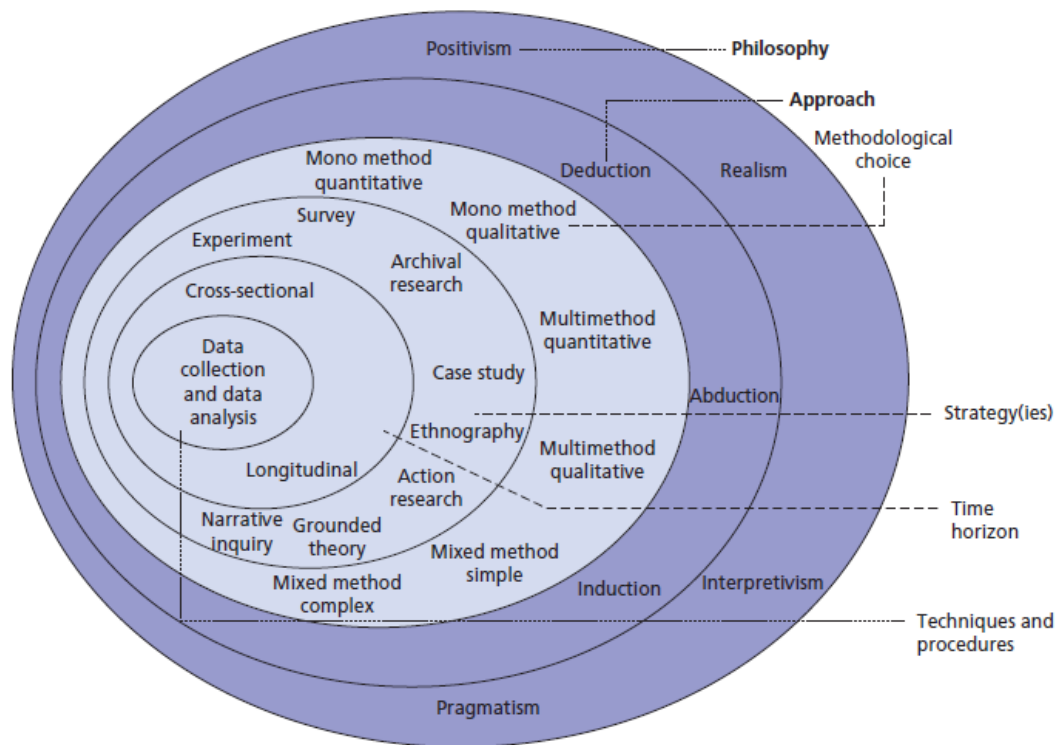 Positivism
Philosophy
Approach
Methodological
choice
Mono method
quantitative
Deduction
Realism
Survey
Mono method
qualitative
Experiment
Archival
research
Cross-sectional
Multimethod
quantitative
Data
collection
and data
analysis
Case study
Abduction
Strategy(ies)
Ethnography
Multimethod
qualitative
Longitudinal
Action
research
Time
horizon
Narrative
inquiry
Grounded
theory
Mixed method
simple
Mixed method
complex
Induction
Interpretivism
Techniques and
procedures
Pragmatism